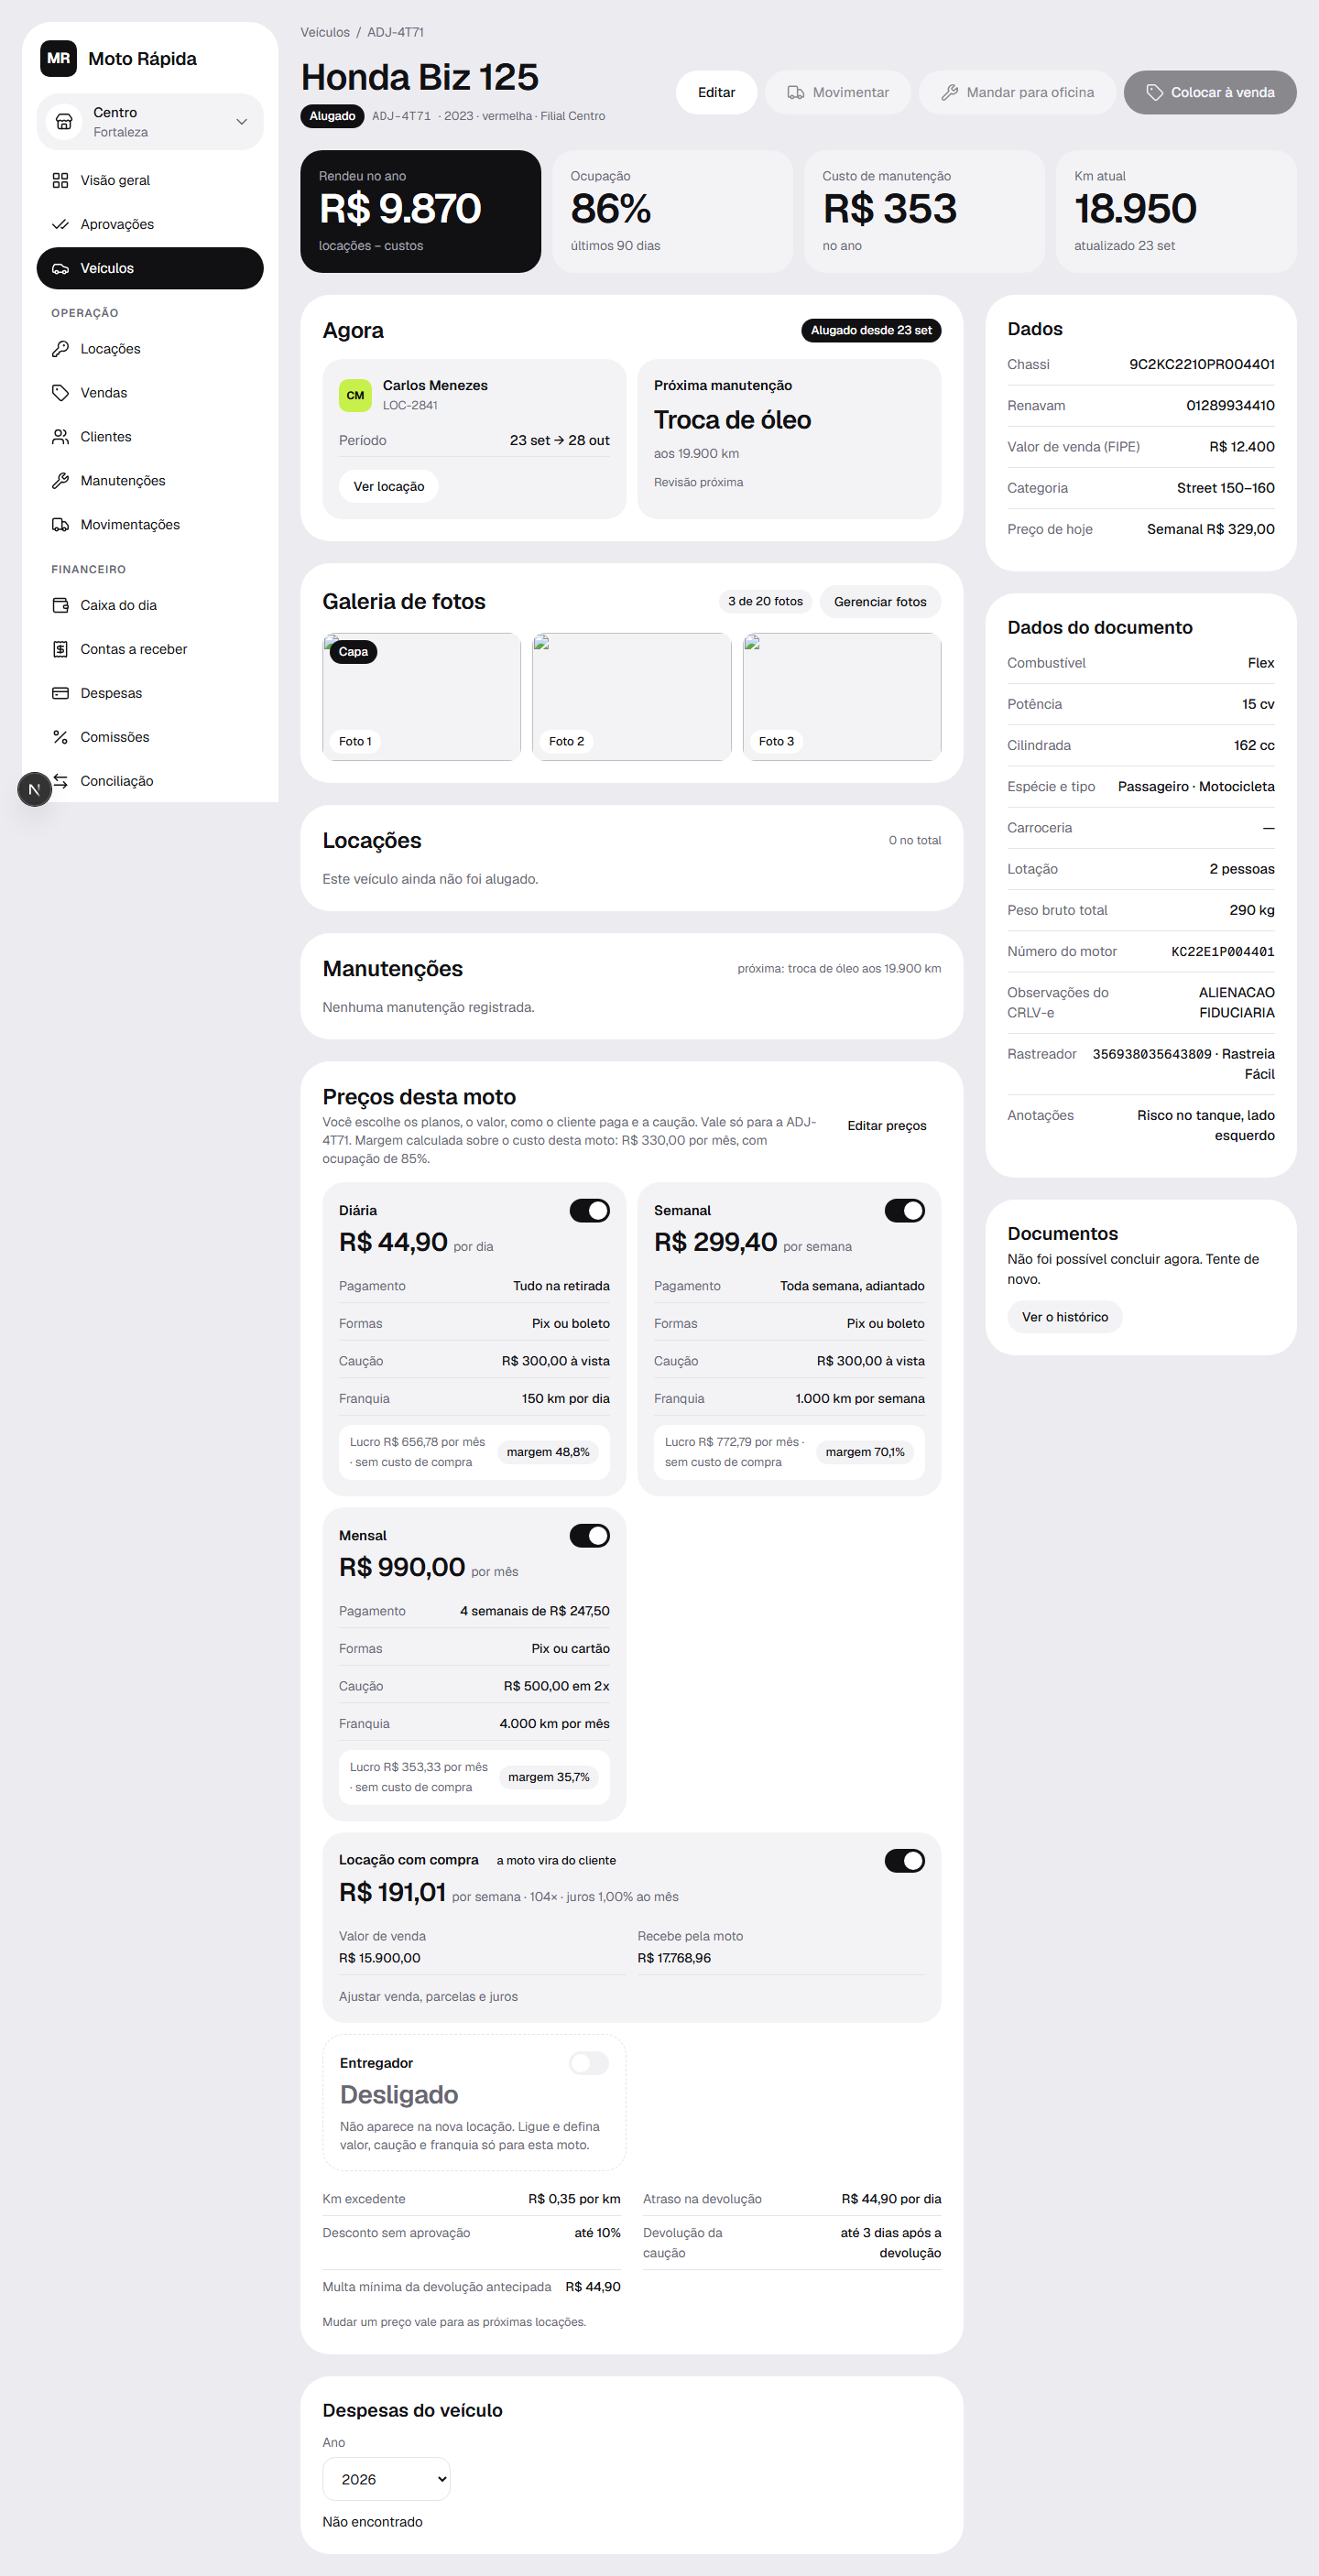 MR Moto Rápida
Centro
Fortaleza
Visão geral
Aprovações
Veículos
OPERAÇÃO
Locações
Vendas
Clientes
Manutenções
Movimentações
FINANCEIRO
Caixa do dia
Contas a receber
Despesas
Comissões
Conciliação
N
Veículos / ADJ-4T71
Honda Biz 125
Alugado ADJ-4T71 · 2023 · vermelha · Filial Centro
Editar
Movimentar
Mandar para oficina
Colocar à venda
Rendeu no ano
R$ 9.870
locações – custos
Ocupação
86%
últimos 90 dias
Custo de manutenção
R$ 353
no ano
Km atual
18.950
atualizado 23 set
Agora
Alugado desde 23 set
CM
Carlos Menezes
LOC-2841
Período 23 set → 28 out
Ver locação
Próxima manutenção
Troca de óleo
aos 19.900 km
Revisão próxima
Galeria de fotos
3 de 20 fotos
Gerenciar fotos
Capa
Foto 1
Foto 2
Foto 3
Locações
0 no total
Este veículo ainda não foi alugado.
Manutenções
próxima: troca de óleo aos 19.900 km
Nenhuma manutenção registrada.
Preços desta moto
Você escolhe os planos, o valor, como o cliente paga e a caução. Vale só para a ADJ-
4T71. Margem calculada sobre o custo desta moto: R$ 330,00 por mês, com
ocupação de 85%.
Editar preços
Diária
R$ 44,90 por dia
Pagamento Tudo na retirada
Formas Pix ou boleto
Caução R$ 300,00 à vista
Franquia 150 km por dia
Lucro R$ 656,78 por mês
· sem custo de compra
margem 48,8%
Semanal
R$ 299,40 por semana
Pagamento Toda semana, adiantado
Formas Pix ou boleto
Caução R$ 300,00 à vista
Franquia 1.000 km por semana
Lucro R$ 772,79 por mês ·
sem custo de compra
margem 70,1%
Mensal
R$ 990,00 por mês
Pagamento 4 semanais de R$ 247,50
Formas Pix ou cartão
Caução R$ 500,00 em 2x
Franquia 4.000 km por mês
Lucro R$ 353,33 por mês
· sem custo de compra
margem 35,7%
Locação com compra a moto vira do cliente
R$ 191,01 por semana · 104× · juros 1,00% ao mês
Valor de venda
R$ 15.900,00
Recebe pela moto
R$ 17.768,96
Ajustar venda, parcelas e juros
Entregador
Desligado
Não aparece na nova locação. Ligue e defina
valor, caução e franquia só para esta moto.
Km excedente R$ 0,35 por km
Atraso na devolução R$ 44,90 por dia
Desconto sem aprovação até 10%
Devolução da
caução
até 3 dias após a
devolução
Multa mínima da devolução antecipada R$ 44,90
Mudar um preço vale para as próximas locações.
Despesas do veículo
Ano
2026
Não encontrado
Dados
Chassi 9C2KC2210PR004401
Renavam 01289934410
Valor de venda (FIPE) R$ 12.400
Categoria Street 150–160
Preço de hoje Semanal R$ 329,00
Dados do documento
Combustível Flex
Potência 15 cv
Cilindrada 162 cc
Espécie e tipo Passageiro · Motocicleta
Carroceria —
Lotação 2 pessoas
Peso bruto total 290 kg
Número do motor KC22E1P004401
Observações do
CRLV-e
ALIENACAO
FIDUCIARIA
Rastreador 356938035643809 · Rastreia
Fácil
Anotações Risco no tanque, lado
esquerdo
Documentos
Não foi possível concluir agora. Tente de
novo.
Ver o histórico